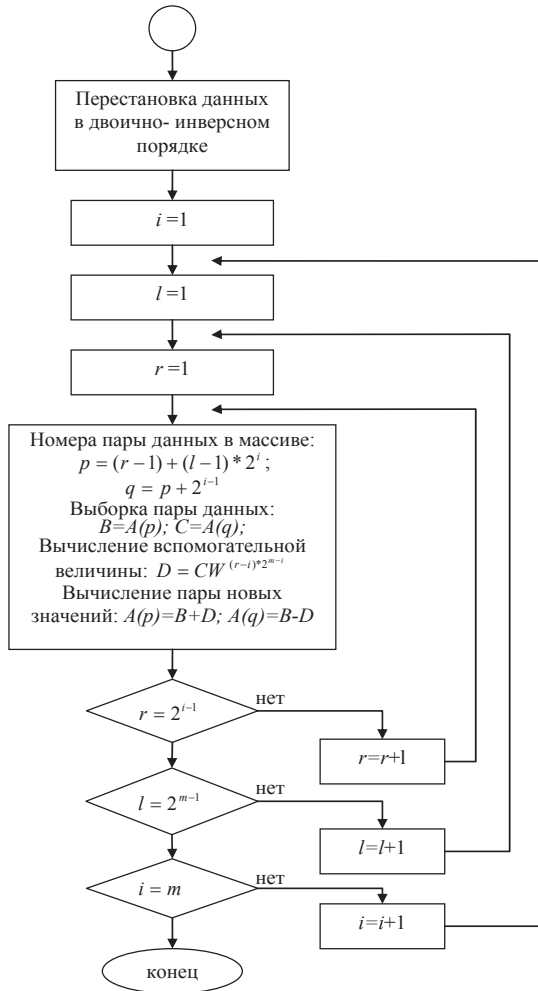 Перестановка данных
в двоично- инверсном
порядке
i =1
l =1
r =1
Номера пары данных в массиве:
p = (r − 1) + (l − 1) * 2^i ;
q = p + 2^{i−1}
Выборка пары данных:
B=A(p); C=A(q);
Вычисление вспомогательной
величины: D = CW^{(r−i)*2^{m−i}}
Вычисление пары новых
значений: A(p)=B+D; A(q)=B-D
r = 2^{i−1}
нет
r=r+1
l = 2^{m−1}
нет
l=l+1
i = m
нет
i=i+1
конец